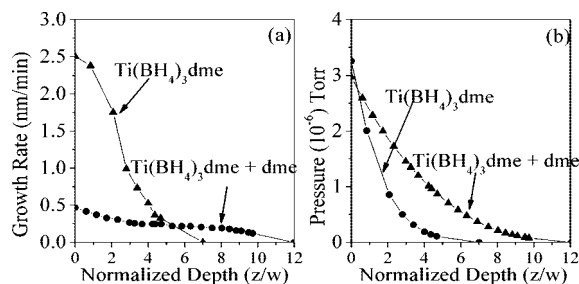 (a)
Growth Rate (nm/min)
3.0
2.5
2.0
1.5
1.0
0.5
0.0
Ti(BH4)3dme
Ti(BH4)3dme + dme
0 2 4 6 8 10 12
Normalized Depth (z/w)
(b)
Pressure (10-6) Torr
4
3
2
1
0
Ti(BH4)3dme
Ti(BH4)3dme + dme
0 2 4 6 8 10 12
Normalized Depth (z/w)